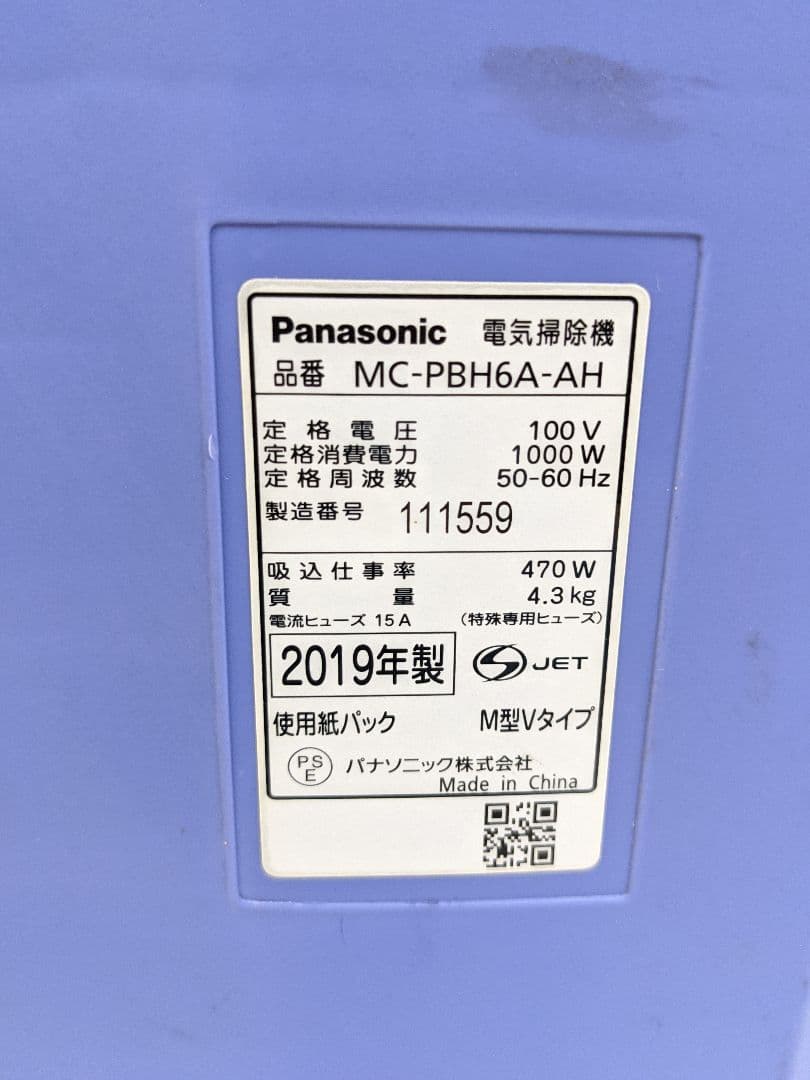 Panasonic 電気掃除機
品番 MC-PBH6A-AH
定格電圧 100 V
定格消費電力 1000 W
定格周波数 50-60 Hz
製造番号 111559
吸込仕事率 470 W
質量 4.3 kg
電流ヒューズ 15 A (特殊専用ヒューズ)
2019年製 S JET
使用紙パック M型Vタイプ
PS
E パナソニック株式会社
Made in China